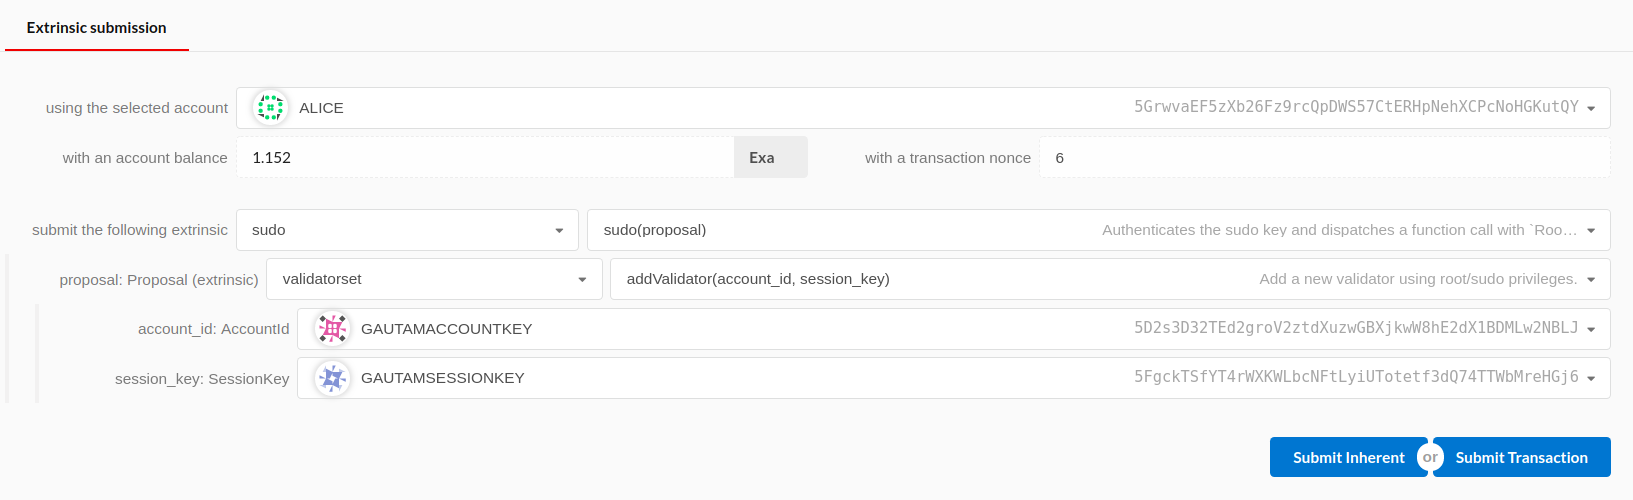 Extrinsic submission
using the selected account ALICE 5GrwvaEF5zXb26Fz9rcQpDWS57CtERHpNehXCPcNoHGKutQY
with an account balance 1.152 Exa with a transaction nonce 6
submit the following extrinsic sudo sudo(proposal) Authenticates the sudo key and dispatches a function call with `Roo…
proposal: Proposal (extrinsic) validatorset addValidator(account_id, session_key) Add a new validator using root/sudo privileges.
account_id: AccountId GAUTAMACCOUNTKEY 5D2s3D32TEd2groV2ztdXuzwGBXjkwW8hE2dX1BDMLw2NBLJ
session_key: SessionKey GAUTAMSESSIONKEY 5FgckTSfYT4rWXKWLbcNFtLyiUTotetf3dQ74TTWbMreHGj6
Submit Inherent or Submit Transaction